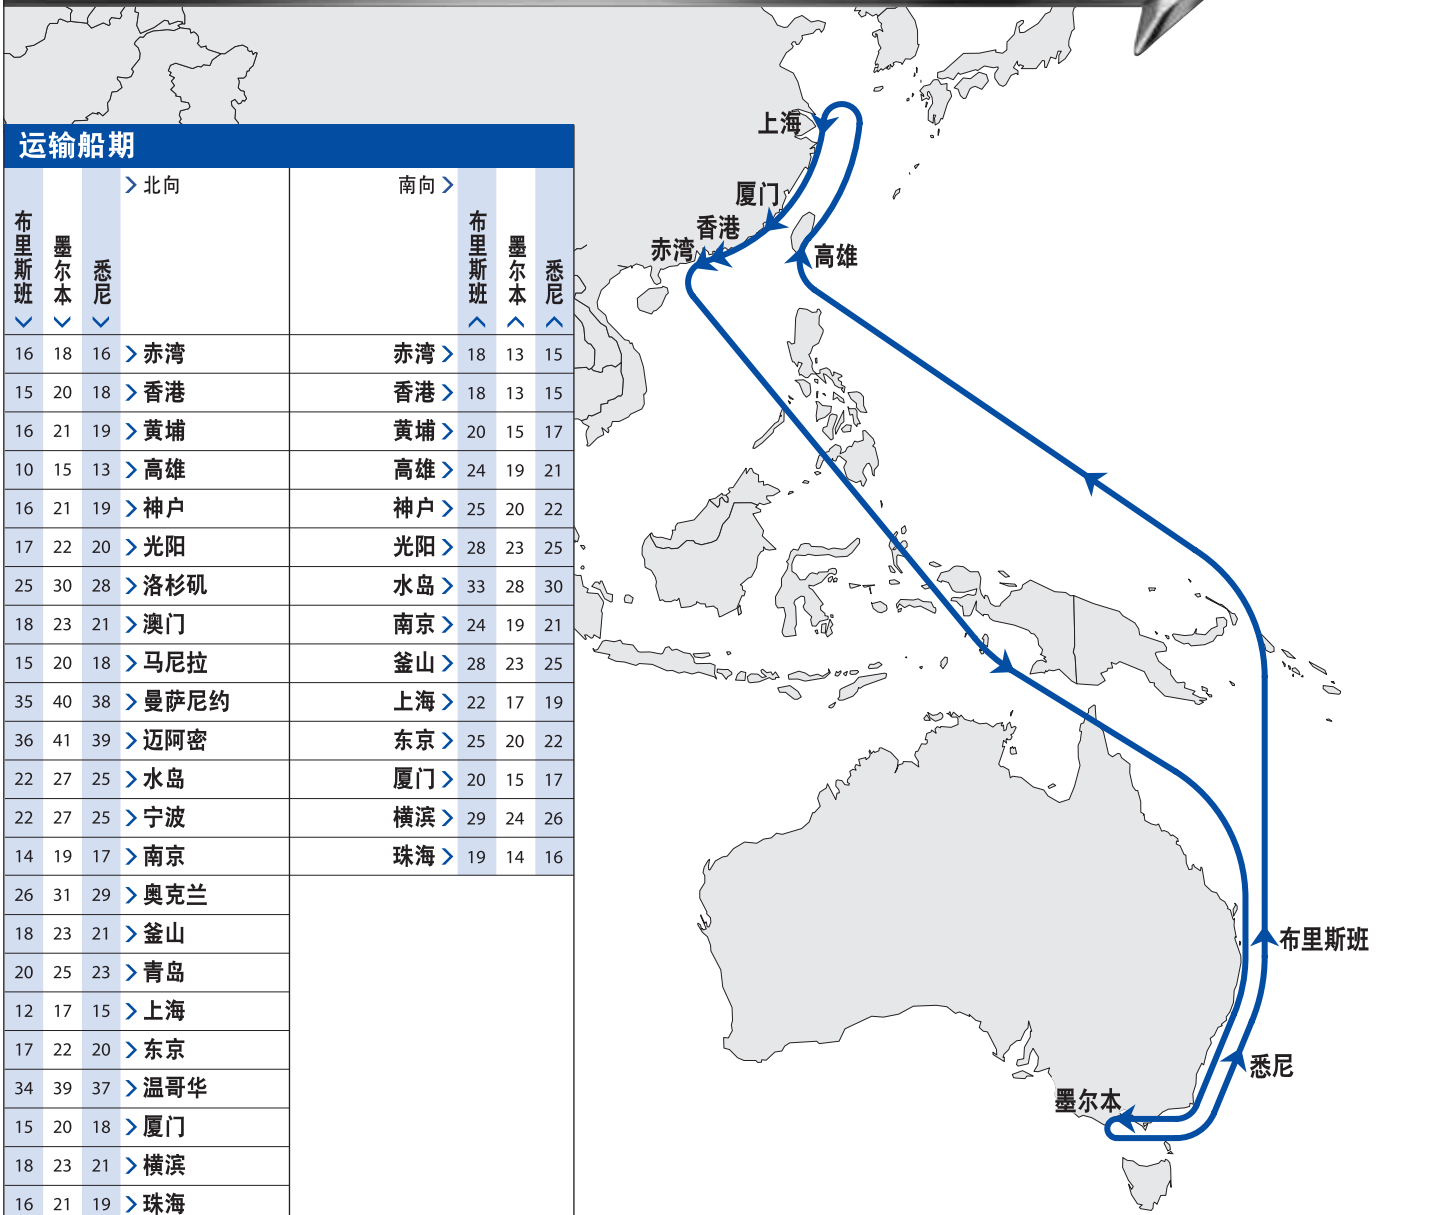 运输船期
北向 南向
布里斯班 墨尔本 悉尼 布里斯班 墨尔本 悉尼
16 18 16 赤湾 赤湾 18 13 15
15 20 18 香港 香港 18 13 15
16 21 19 黄埔 黄埔 20 15 17
10 15 13 高雄 高雄 24 19 21
16 21 19 神户 神户 25 20 22
17 22 20 光阳 光阳 28 23 25
25 30 28 洛杉矶 水岛 33 28 30
18 23 21 澳门 南京 24 19 21
15 20 18 马尼拉 釜山 28 23 25
35 40 38 曼萨尼约 上海 22 17 19
36 41 39 迈阿密 东京 25 20 22
22 27 25 水岛 厦门 20 15 17
22 27 25 宁波 横滨 29 24 26
14 19 17 南京 珠海 19 14 16
26 31 29 奥克兰
18 23 21 釜山
20 25 23 青岛
12 17 15 上海
17 22 20 东京
34 39 37 温哥华
15 20 18 厦门
18 23 21 横滨
16 21 19 珠海
上海
厦门
香港
赤湾
高雄
布里斯班
悉尼
墨尔本